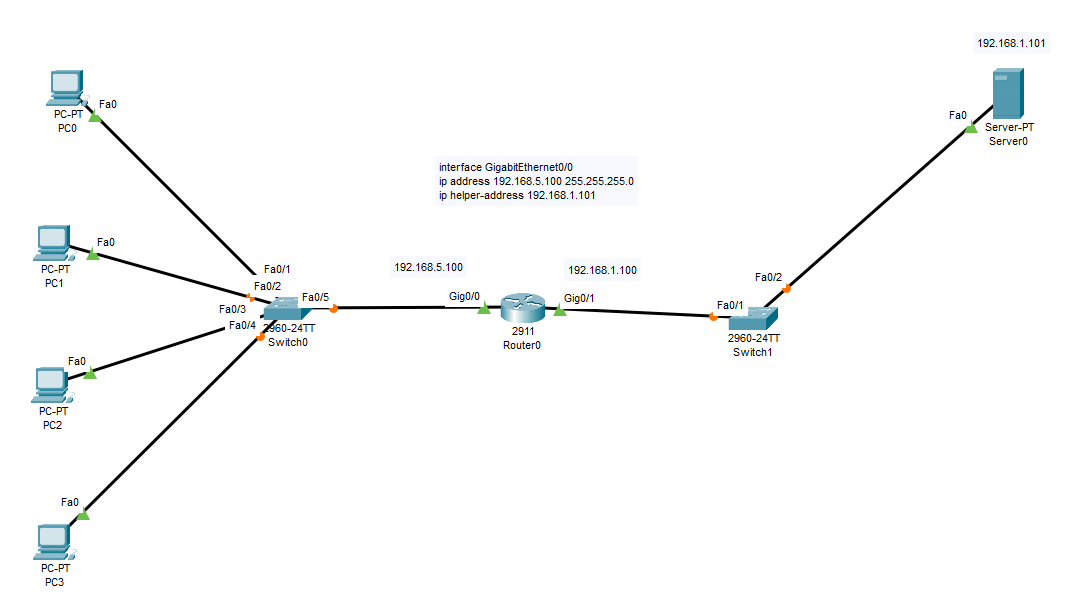 192.168.1.101
Fa0
PC-PT
PC0
Fa0
Server-PT
Server0
interface GigabitEthernet0/0
ip address 192.168.5.100 255.255.255.0
ip helper-address 192.168.1.101
Fa0
PC-PT
PC1
Fa0/1
Fa0/2
Fa0/3
Fa0/4
Fa0/5
2960-24TT
Switch0
192.168.5.100
192.168.1.100
Gig0/0
Gig0/1
2911
Router0
Fa0/2
Fa0/1
2960-24TT
Switch1
Fa0
PC-PT
PC2
Fa0
PC-PT
PC3